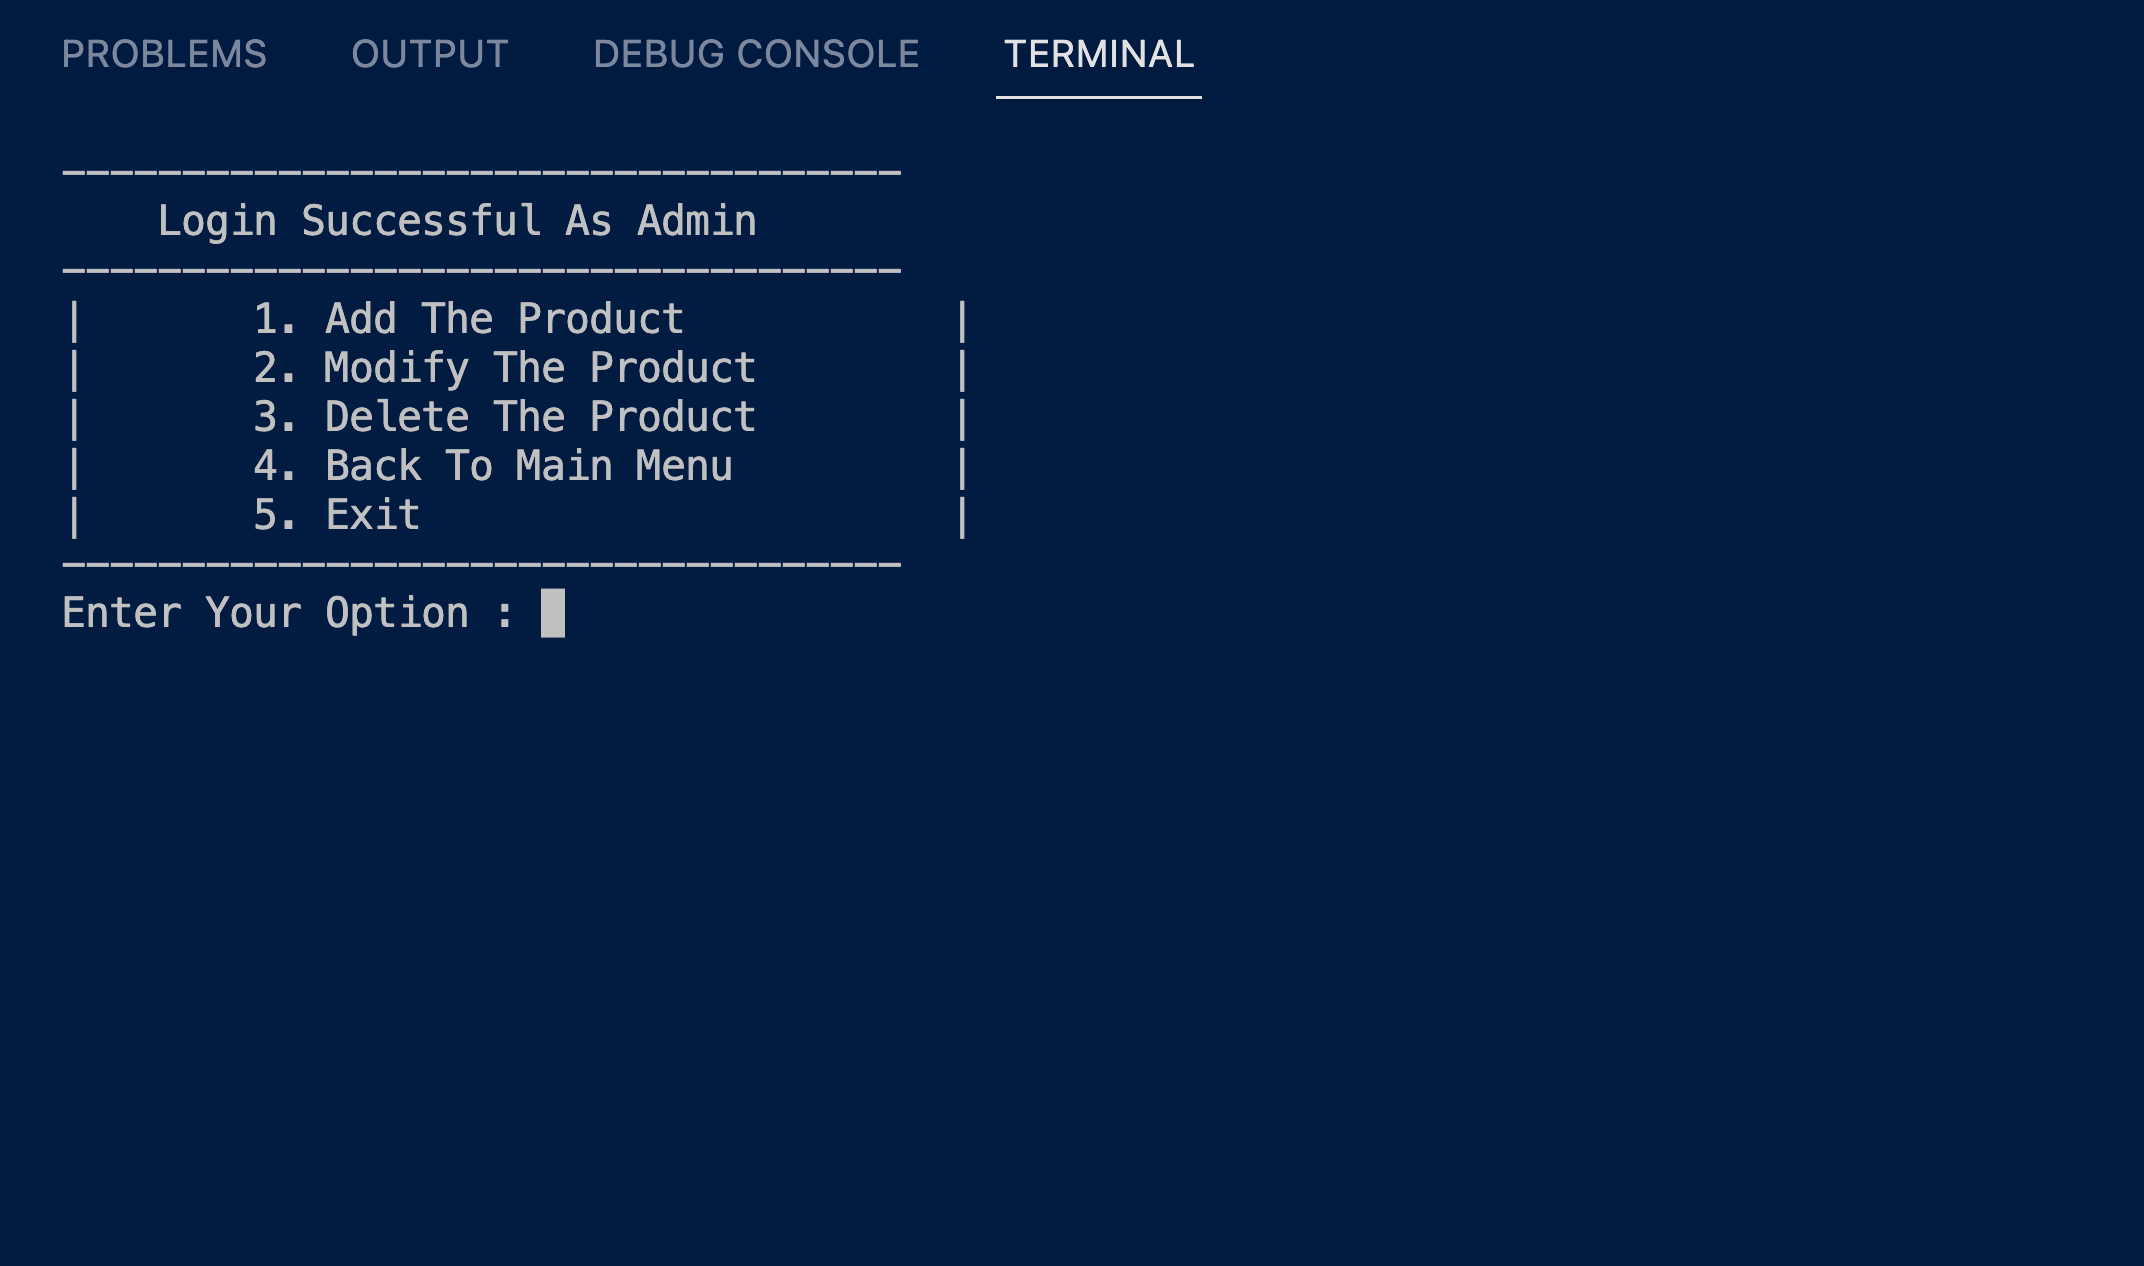 PROBLEMS OUTPUT DEBUG CONSOLE TERMINAL
-----------------------------------
    Login Successful As Admin
-----------------------------------
|       1. Add The Product           |
|       2. Modify The Product        |
|       3. Delete The Product        |
|       4. Back To Main Menu         |
|       5. Exit                      |
-----------------------------------
Enter Your Option :